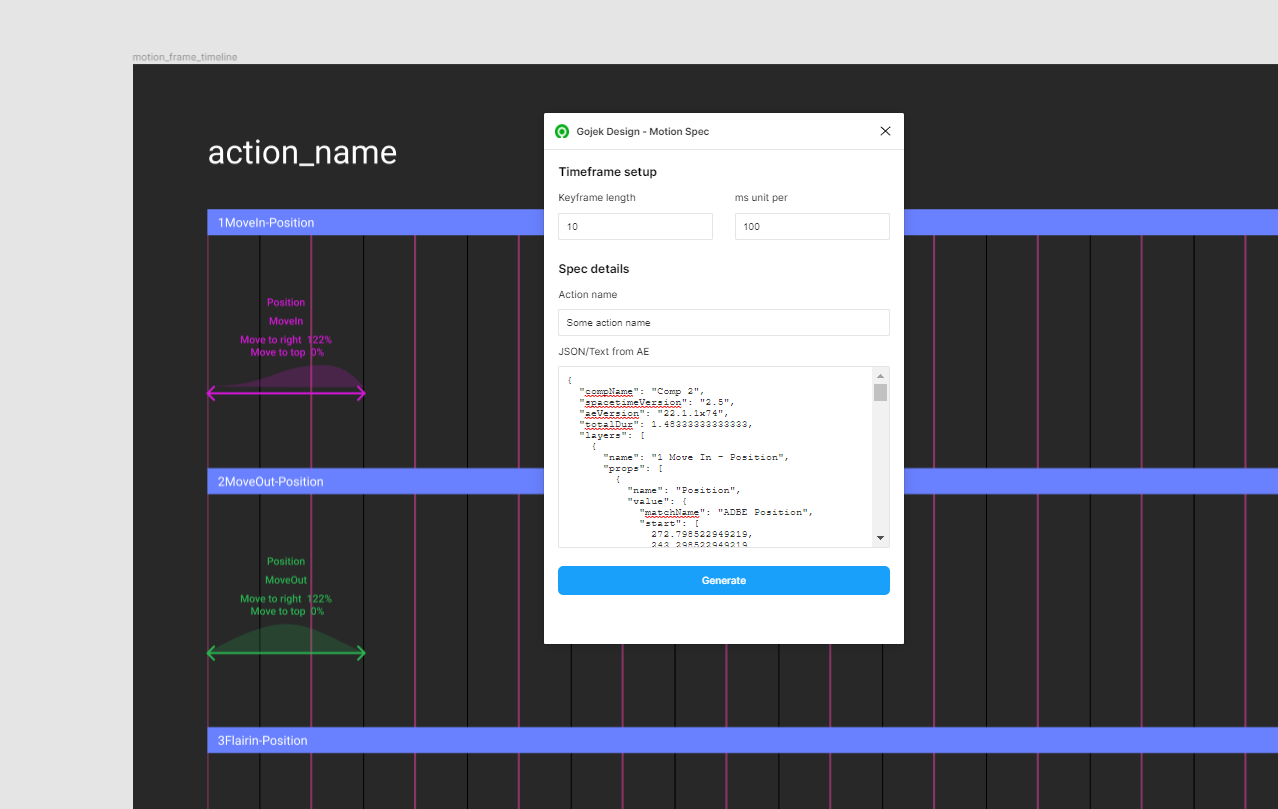 motion_frame_timeline
action_name
1MoveIn-Position
Position
MoveIn
Move to right 122%
Move to top 0%
2MoveOut-Position
Position
MoveOut
Move to right 122%
Move to top 0%
3Flairin-Position
Gojek Design - Motion Spec
Timeframe setup
Keyframe length
ms unit per
10
100
Spec details
Action name
Some action name
JSON/Text from AE
{
"compName": "Comp 2",
"spacetimeVersion": "2.5",
"aeVersion": "22.1.1x74",
"totalDur": 1.48333333333333,
"layers": [
{
"name": "1 Move In - Position",
"props": [
{
"name": "Position",
"value": {
"matchName": "ADBE Position",
"start": [
272.798522949219,
243.298522949219
Generate